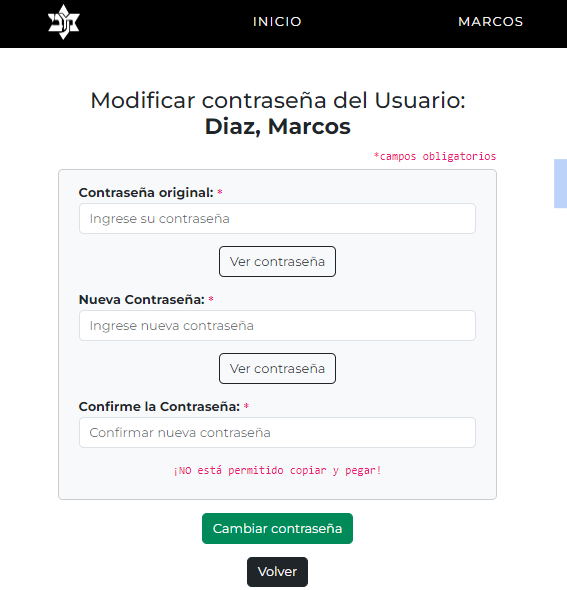 INICIO
MARCOS
Modificar contraseña del Usuario:
Diaz, Marcos
*campos obligatorios
Contraseña original: *
Ingrese su contraseña
Ver contraseña
Nueva Contraseña: *
Ingrese nueva contraseña
Ver contraseña
Confirme la Contraseña: *
Confirmar nueva contraseña
¡NO está permitido copiar y pegar!
Cambiar contraseña
Volver